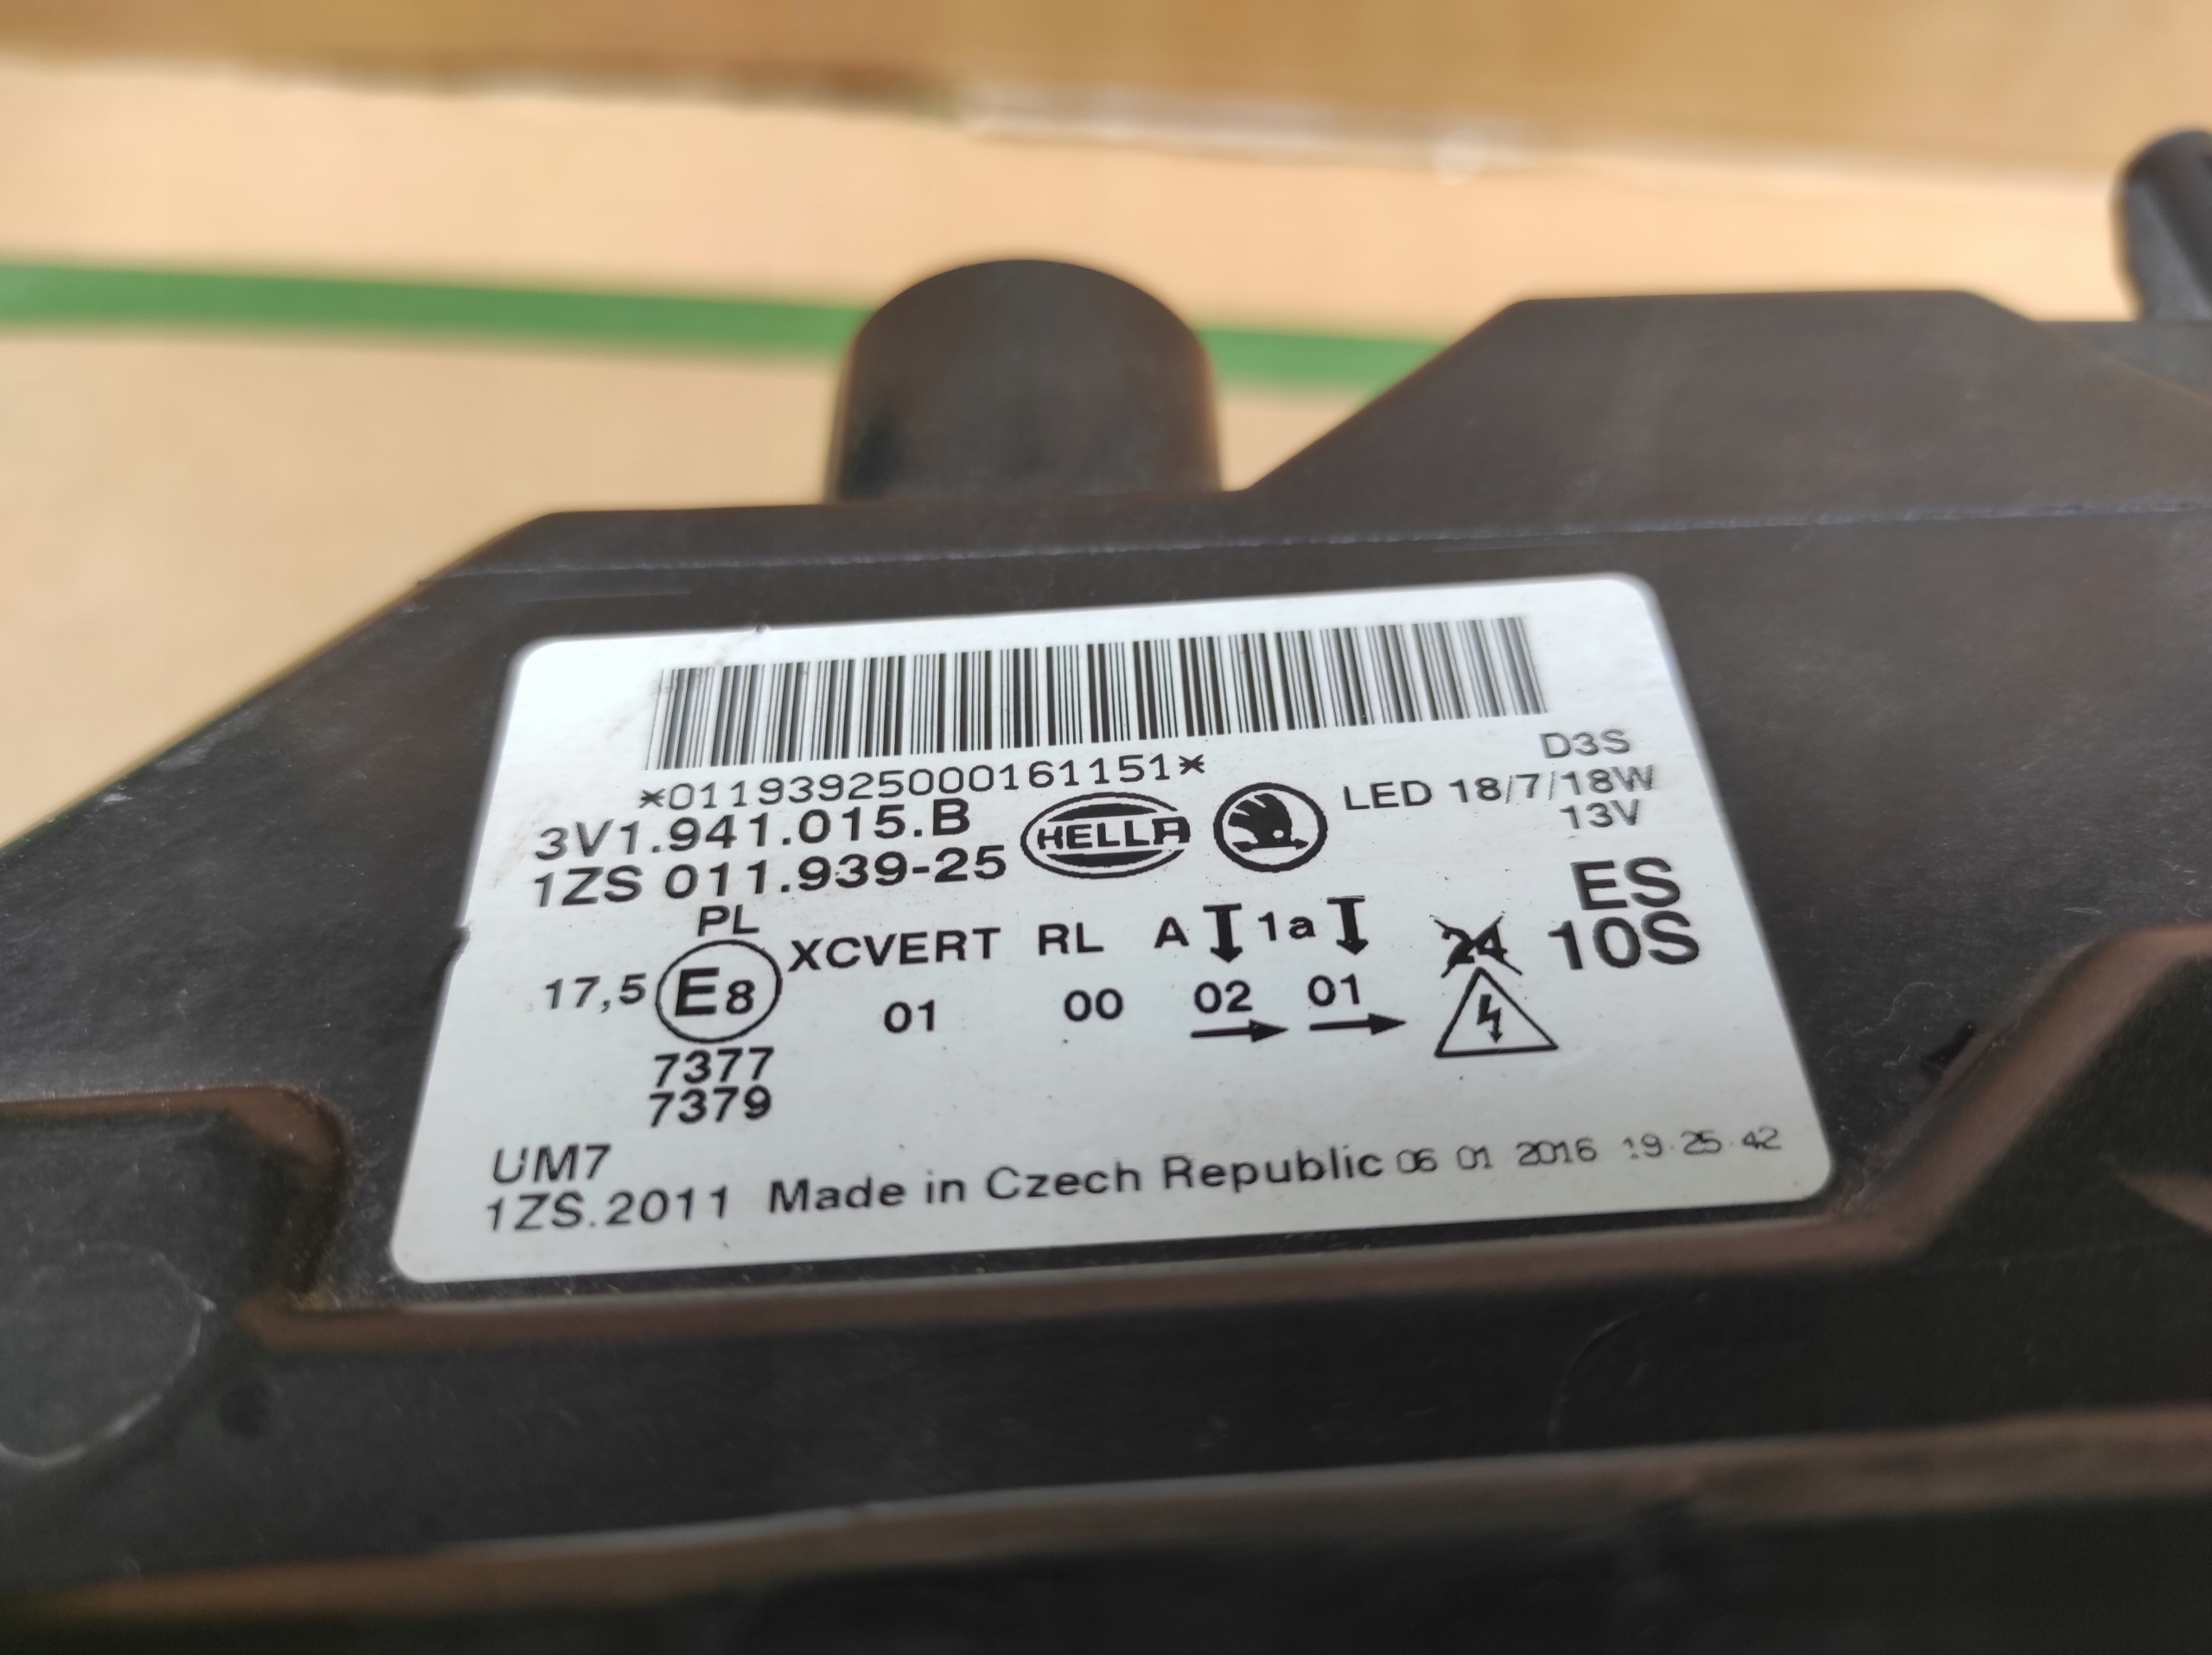 *01193925000161151*
D3S
3V1.941.015.B HELLA LED 18/7/18W
13V
1ZS 011.939-25
ES
PL XCVERT RL A 1a 24 10S
17,5 E8 01 00 02 01
7377
7379
UM7
1ZS.2011 Made in Czech Republic 06 01 2016 19:25:42